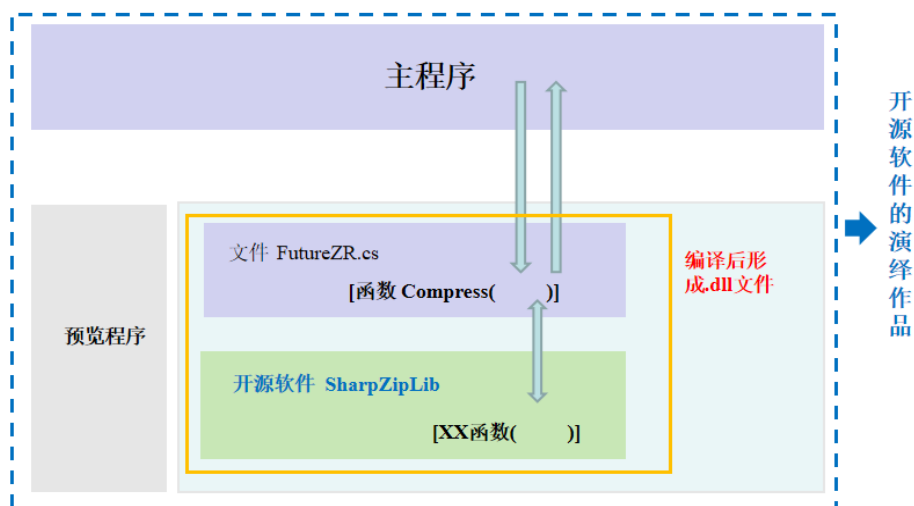 主程序
文件 FutureZR.cs
[函数 Compress( )]
编译后形
成.dll文件
预览程序
开源软件 SharpZipLib
[XX函数( )]
开源软件的演绎作品